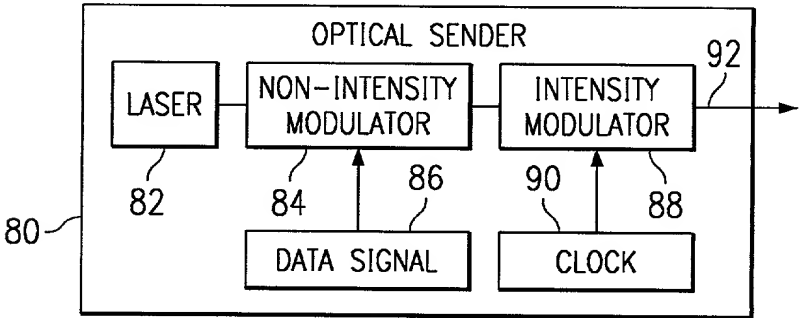 OPTICAL SENDER
92
LASER
NON-INTENSITY
MODULATOR
INTENSITY
MODULATOR
82
84
86
90
88
80
DATA SIGNAL
CLOCK